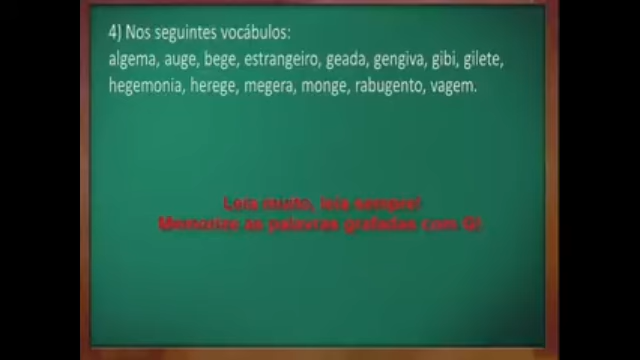 4) Nos seguintes vocábulos:
algema, auge, bege, estrangeiro, geada, gengiva, gibi, gilete,
hegemonia, herege, megera, monge, rabugento, vagem.
Leia muito, leia sempre!
Memorize as palavras grafadas com G!